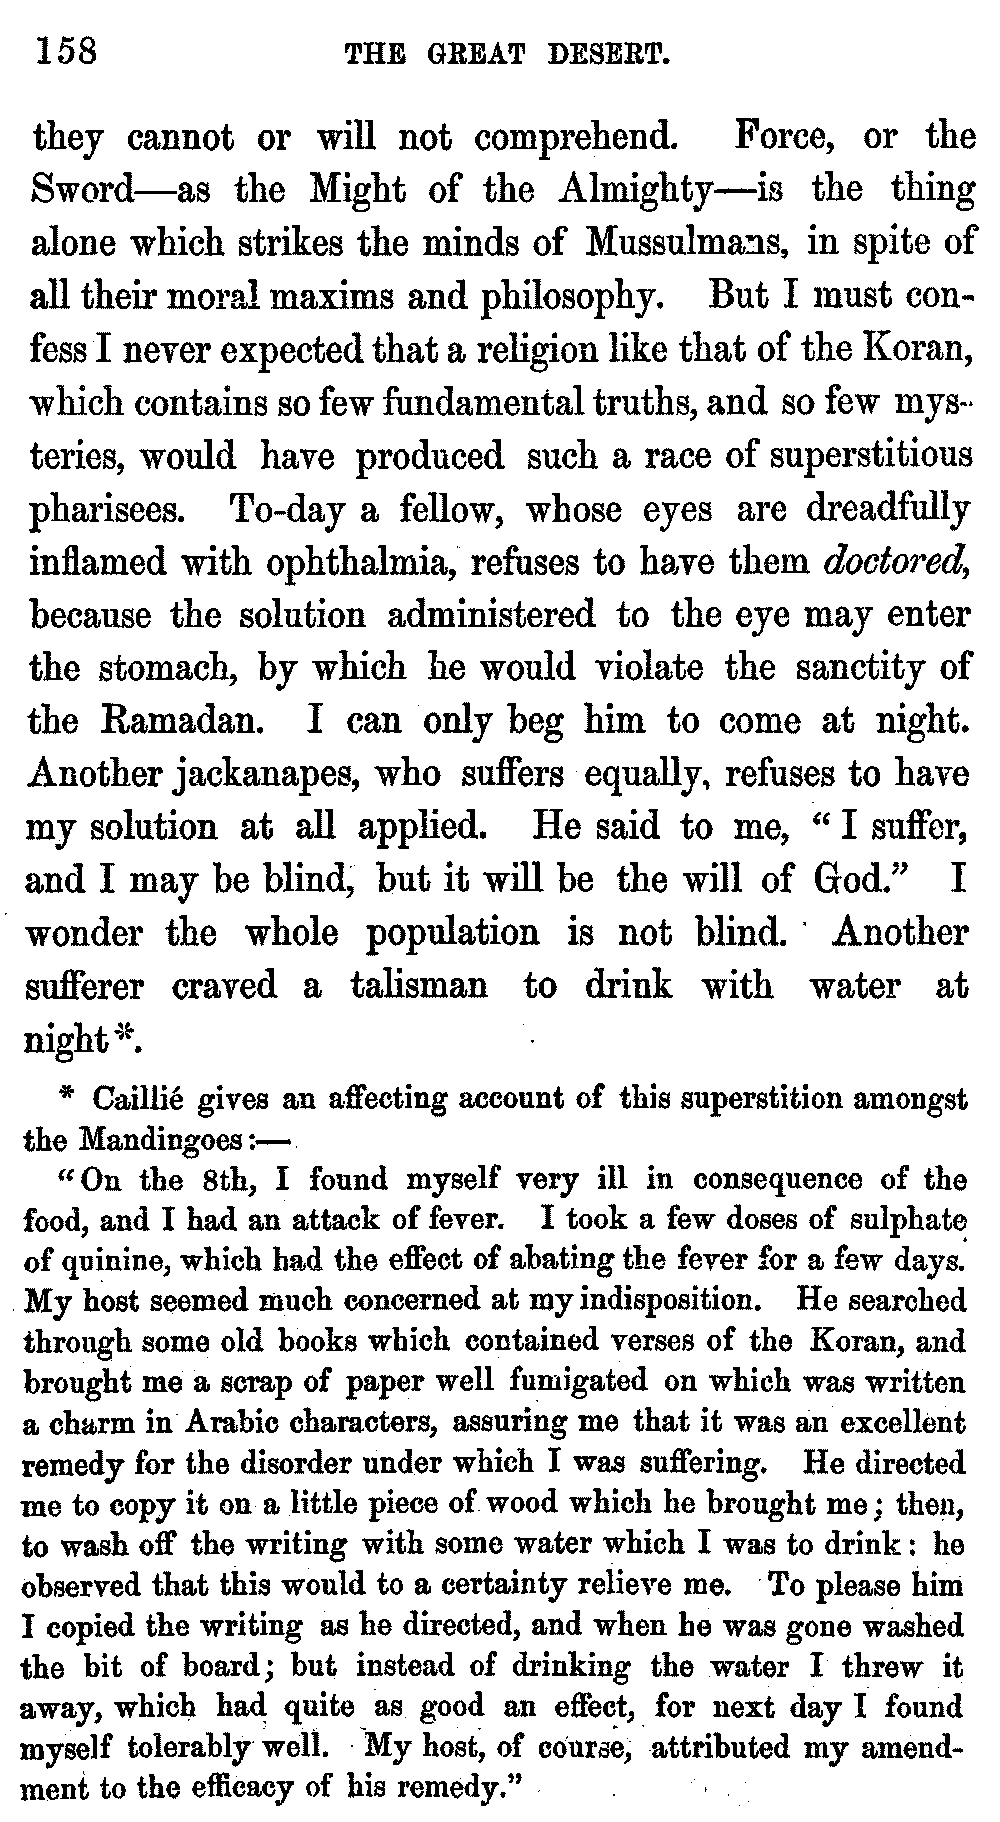 158 THE GREAT DESERT.
they cannot or will not comprehend. Force, or the
Sword—as the Might of the Almighty—is the thing
alone which strikes the minds of Mussulmans, in spite of
all their moral maxims and philosophy. But I must con-
fess I never expected that a religion like that of the Koran,
which contains so few fundamental truths, and so few mys-
teries, would have produced such a race of superstitious
pharisees. To-day a fellow, whose eyes are dreadfully
inflamed with ophthalmia, refuses to have them doctored,
because the solution administered to the eye may enter
the stomach, by which he would violate the sanctity of
the Ramadan. I can only beg him to come at night.
Another jackanapes, who suffers equally, refuses to have
my solution at all applied. He said to me, “ I suffer,
and I may be blind, but it will be the will of God.” I
wonder the whole population is not blind. Another
sufferer craved a talisman to drink with water at
night*.
* Caillié gives an affecting account of this superstition amongst
the Mandingoes:—
“On the 8th, I found myself very ill in consequence of the
food, and I had an attack of fever. I took a few doses of sulphate
of quinine, which had the effect of abating the fever for a few days.
My host seemed much concerned at my indisposition. He searched
through some old books which contained verses of the Koran, and
brought me a scrap of paper well fumigated on which was written
a charm in Arabic characters, assuring me that it was an excellent
remedy for the disorder under which I was suffering. He directed
me to copy it on a little piece of wood which he brought me; then,
to wash off the writing with some water which I was to drink: he
observed that this would to a certainty relieve me. To please him
I copied the writing as he directed, and when he was gone washed
the bit of board; but instead of drinking the water I threw it
away, which had quite as good an effect, for next day I found
myself tolerably well. My host, of course, attributed my amend-
ment to the efficacy of his remedy.”